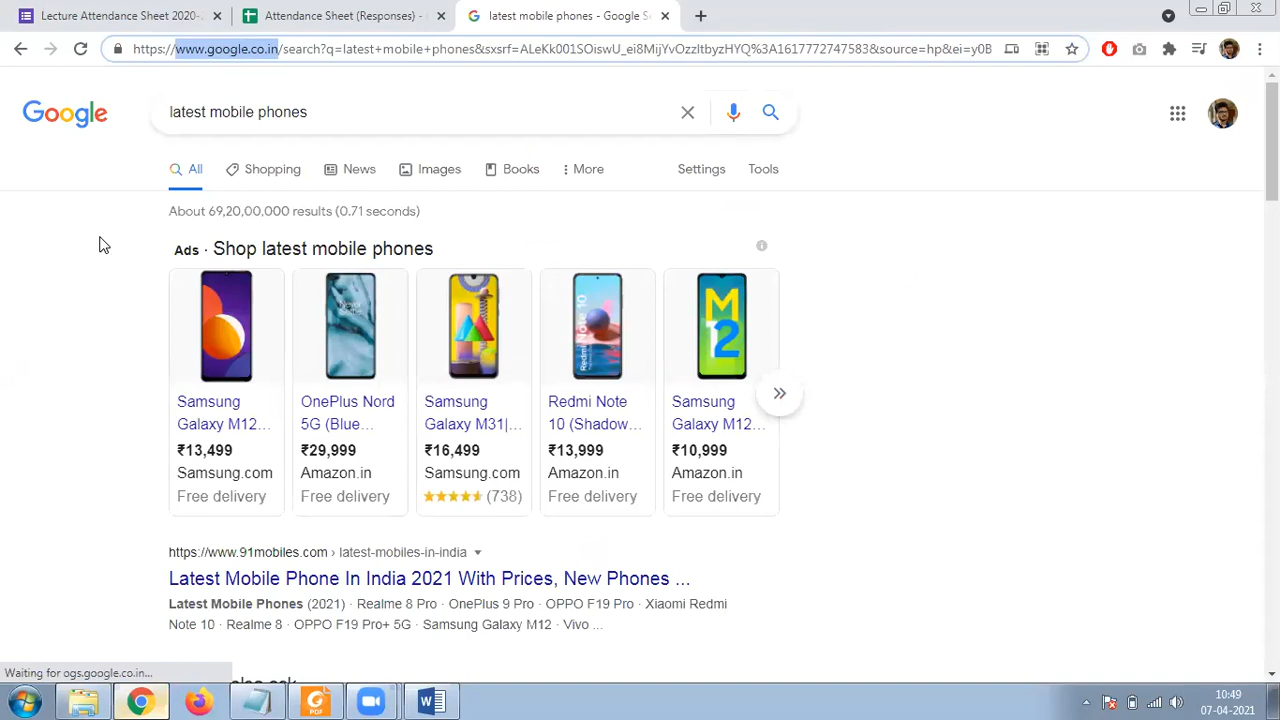 Lecture Attendance Sheet 2020-
Attendance Sheet (Responses) -
latest mobile phones - Google Se
https://www.google.co.in/search?q=latest+mobile+phones&sxsrf=ALeKk001SOiswU_ei8MijYvOzzltbyzHYQ%3A1617772747583&source=hp&ei=y0B
Google
latest mobile phones
All Shopping News Images Books More Settings Tools
About 69,20,00,000 results (0.71 seconds)
Ads · Shop latest mobile phones
Samsung Galaxy M12...
₹13,499
Samsung.com
Free delivery
OnePlus Nord 5G (Blue...
₹29,999
Amazon.in
Free delivery
Samsung Galaxy M31|...
₹16,499
Samsung.com
(738)
Redmi Note 10
Redmi Note 10 (Shadow...
₹13,999
Amazon.in
Free delivery
M
12
Samsung Galaxy M12...
₹10,999
Amazon.in
Free delivery
https://www.91mobiles.com › latest-mobiles-in-india
Latest Mobile Phone In India 2021 With Prices, New Phones ...
Latest Mobile Phones (2021) · Realme 8 Pro · OnePlus 9 Pro · OPPO F19 Pro · Xiaomi Redmi
Note 10 · Realme 8 · OPPO F19 Pro+ 5G · Samsung Galaxy M12 · Vivo ...
Waiting for ogs.google.co.in...
PDF
10:49
07-04-2021